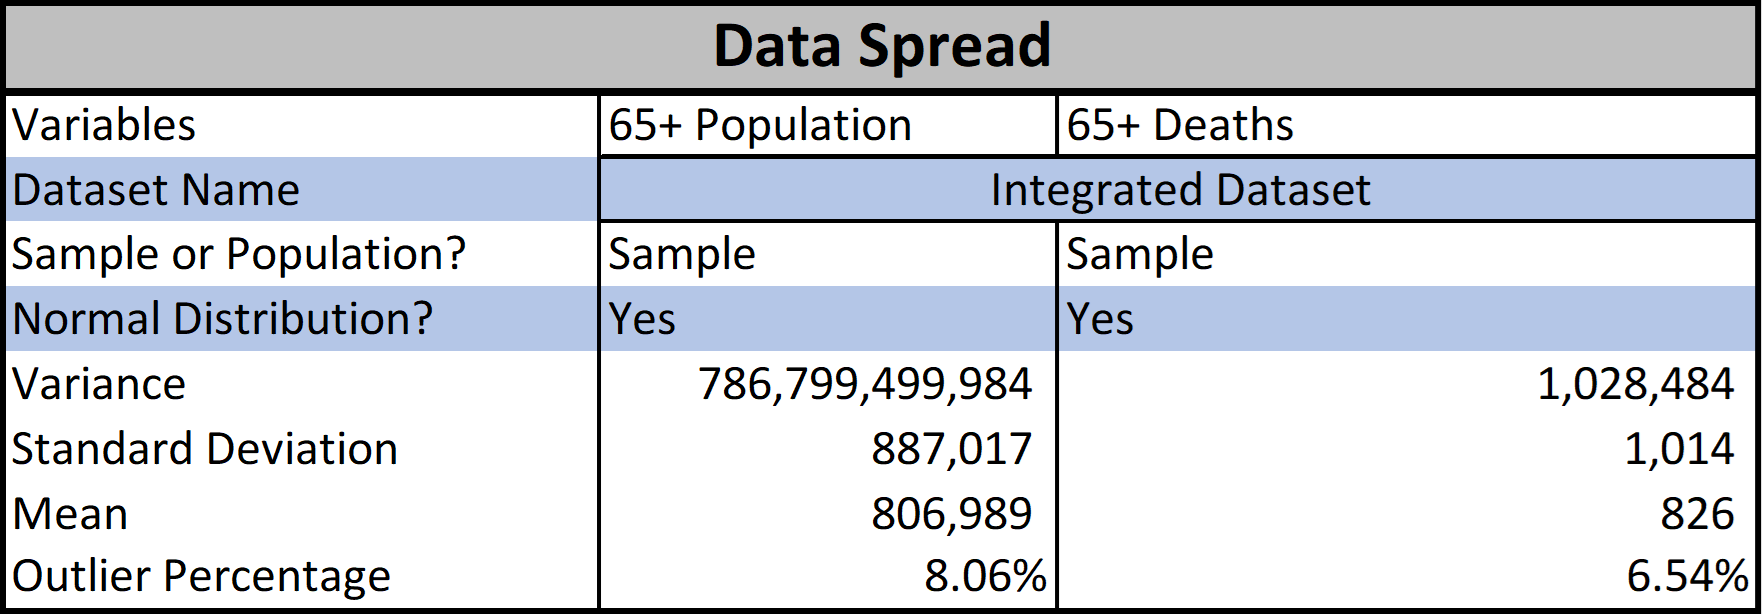 Data Spread
Variables 65+ Population 65+ Deaths
Dataset Name Integrated Dataset
Sample or Population? Sample Sample
Normal Distribution? Yes Yes
Variance 786,799,499,984 1,028,484
Standard Deviation 887,017 1,014
Mean 806,989 826
Outlier Percentage 8.06% 6.54%